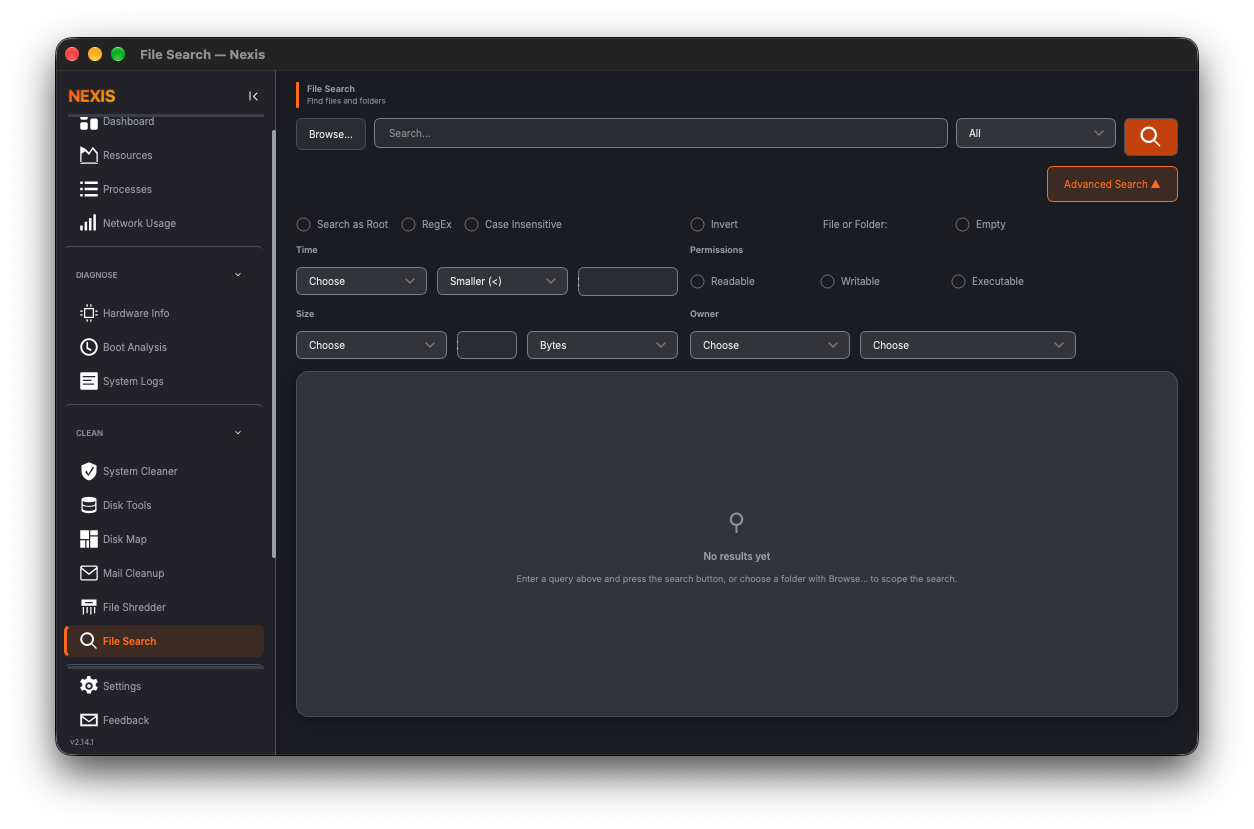 File Search — Nexis
NEXIS
Dashboard
Resources
Processes
Network Usage
DIAGNOSE
Hardware Info
Boot Analysis
System Logs
CLEAN
System Cleaner
Disk Tools
Disk Map
Mail Cleanup
File Shredder
File Search
Settings
Feedback
v2.14.1
File Search
Find files and folders
Browse... Search... All
Advanced Search ▲
Search as Root RegEx Case Insensitive Invert File or Folder: Empty
Time Permissions
Choose Smaller (<) Readable Writable Executable
Size Owner
Choose Bytes Choose Choose
No results yet
Enter a query above and press the search button, or choose a folder with Browse... to scope the search.